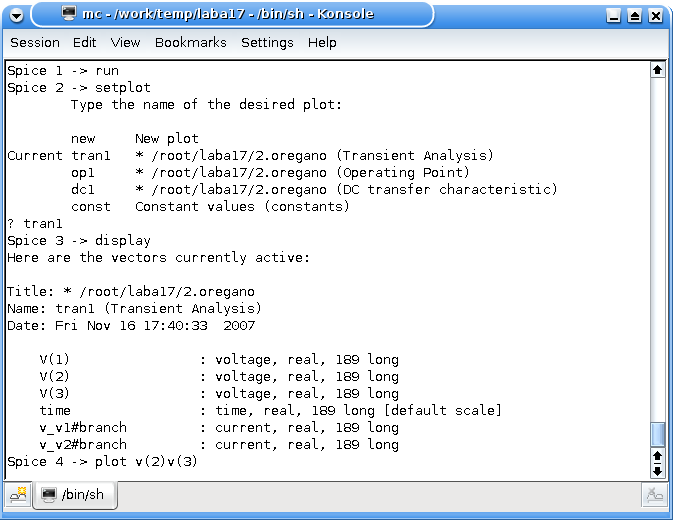 mc - /work/temp/laba17 - /bin/sh - Konsole
Session Edit View Bookmarks Settings Help
Spice 1 -> run
Spice 2 -> setplot
        Type the name of the desired plot:
        new     New plot
Current tran1   * /root/laba17/2.oregano (Transient Analysis)
        op1     * /root/laba17/2.oregano (Operating Point)
        dc1     * /root/laba17/2.oregano (DC transfer characteristic)
        const   Constant values (constants)
? tran1
Spice 3 -> display
Here are the vectors currently active:
Title: * /root/laba17/2.oregano
Name: tran1 (Transient Analysis)
Date: Fri Nov 16 17:40:33  2007
    V(1)                : voltage, real, 189 long
    V(2)                : voltage, real, 189 long
    V(3)                : voltage, real, 189 long
    time                : time, real, 189 long [default scale]
    v_v1#branch         : current, real, 189 long
    v_v2#branch         : current, real, 189 long
Spice 4 -> plot v(2)v(3)
/bin/sh